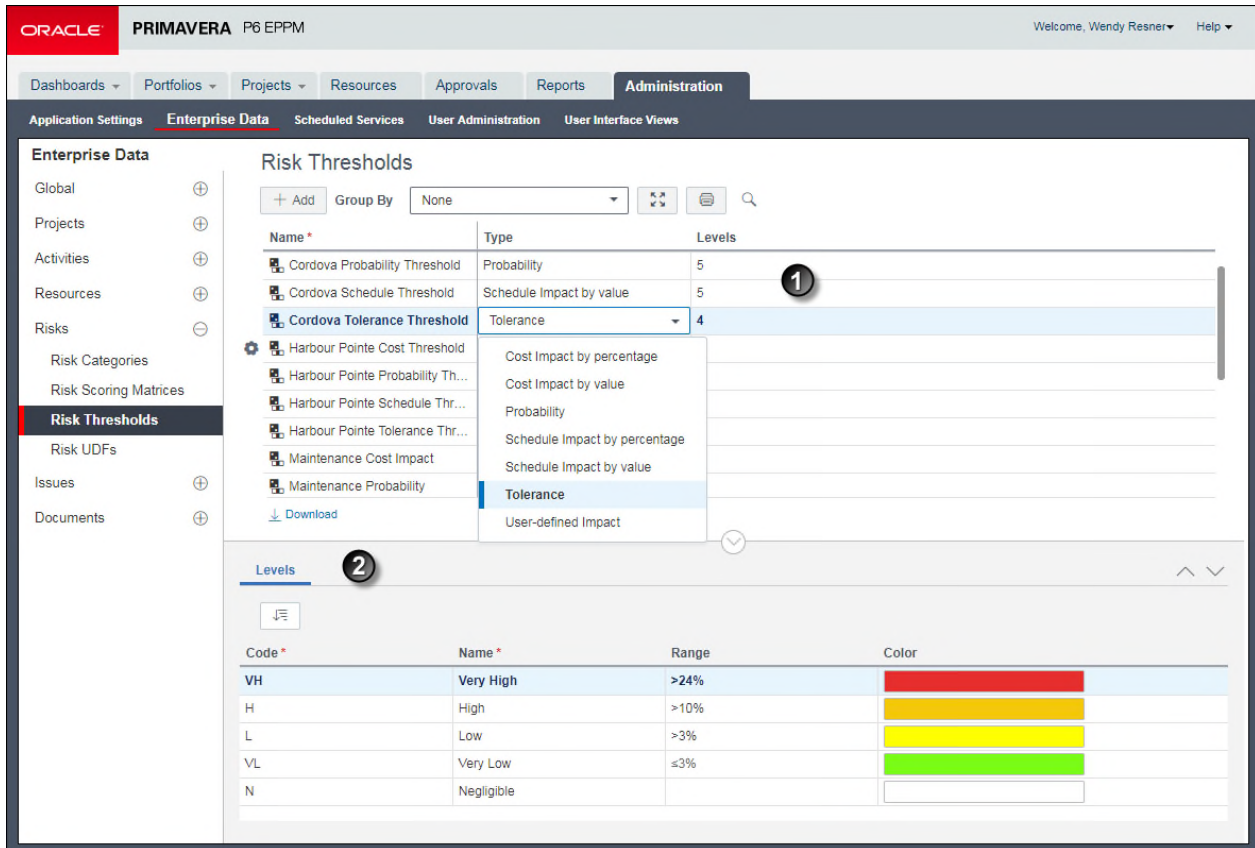 ORACLE PRIMAVERA P6 EPPM Welcome, Wendy Resner Help
Dashboards Portfolios Projects Resources Approvals Reports Administration
Application Settings Enterprise Data Scheduled Services User Administration User Interface Views
Enterprise Data
Global
Projects
Activities
Resources
Risks
Risk Categories
Risk Scoring Matrices
Risk Thresholds
Risk UDFs
Issues
Documents
Risk Thresholds
+ Add Group By None
Name * Type Levels
Cordova Probability Threshold Probability 5
1
Cordova Schedule Threshold Schedule Impact by value 5
Cordova Tolerance Threshold Tolerance 4
Harbour Pointe Cost Threshold
Harbour Pointe Probability Th...
Harbour Pointe Schedule Thr...
Harbour Pointe Tolerance Thr...
Maintenance Cost Impact
Maintenance Probability
Download
Cost Impact by percentage
Cost Impact by value
Probability
Schedule Impact by percentage
Schedule Impact by value
Tolerance
User-defined Impact
Levels 2
Code * Name * Range Color
VH Very High >24%
H High >10%
L Low >3%
VL Very Low ≤3%
N Negligible